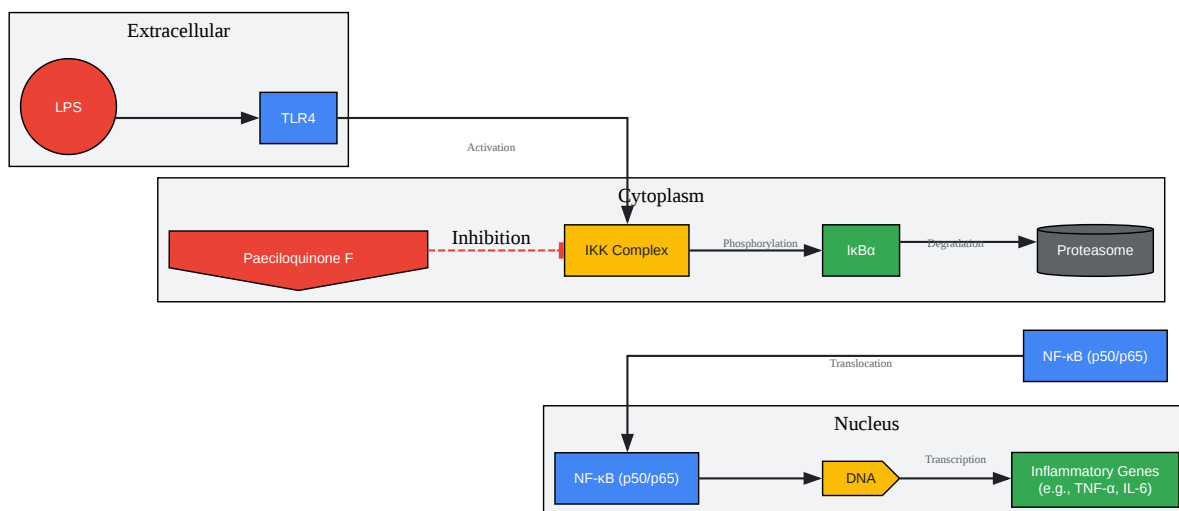 Extracellular
LPS
TLR4
Activation
Cytoplasm
Paeciloquinone F
Inhibition
IKK Complex
Phosphorylation
IκBα
Degradation
Proteasome
NF-κB (p50/p65)
Translocation
Nucleus
NF-κB (p50/p65)
DNA
Transcription
Inflammatory Genes
(e.g., TNF-α, IL-6)